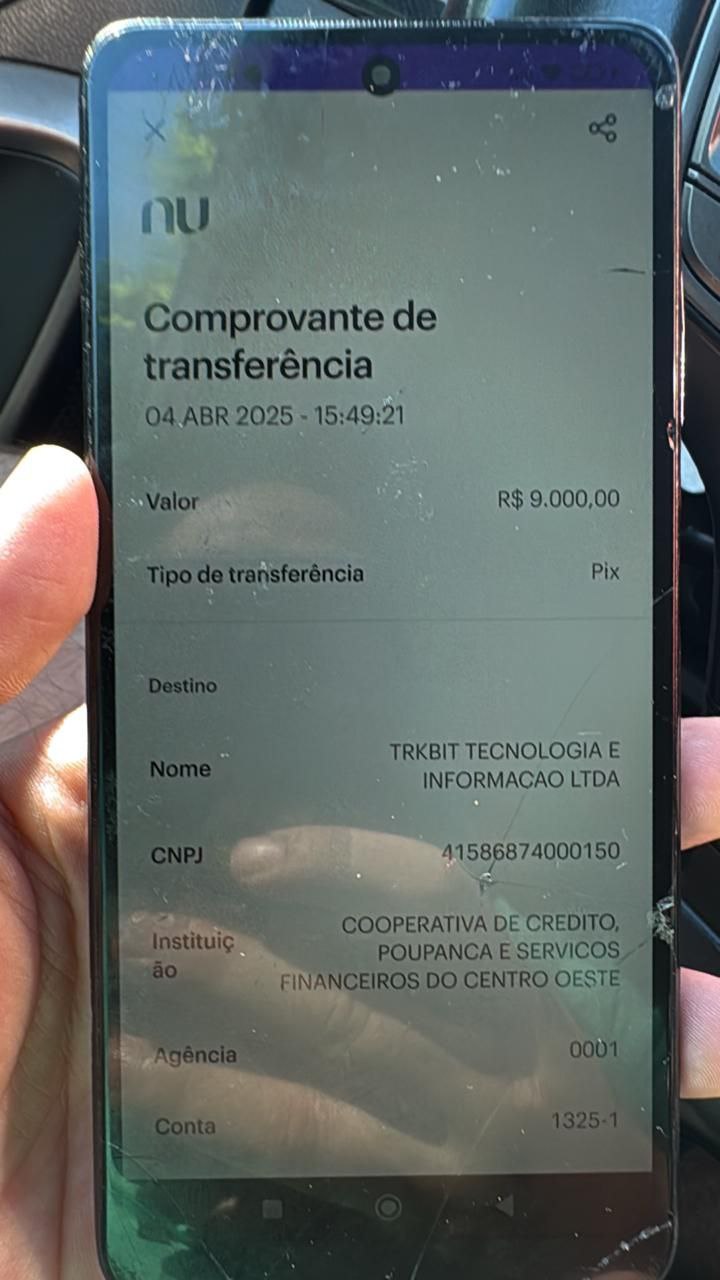 nu
Comprovante de
transferência
04 ABR 2025 - 15:49:21
Valor R$ 9.000,00
Tipo de transferência Pix
Destino
Nome TRKBIT TECNOLOGIA E
INFORMACAO LTDA
CNPJ 41586874000150
Instituiç
ão COOPERATIVA DE CREDITO,
POUPANCA E SERVICOS
FINANCEIROS DO CENTRO OESTE
Agência 0001
Conta 1325-1